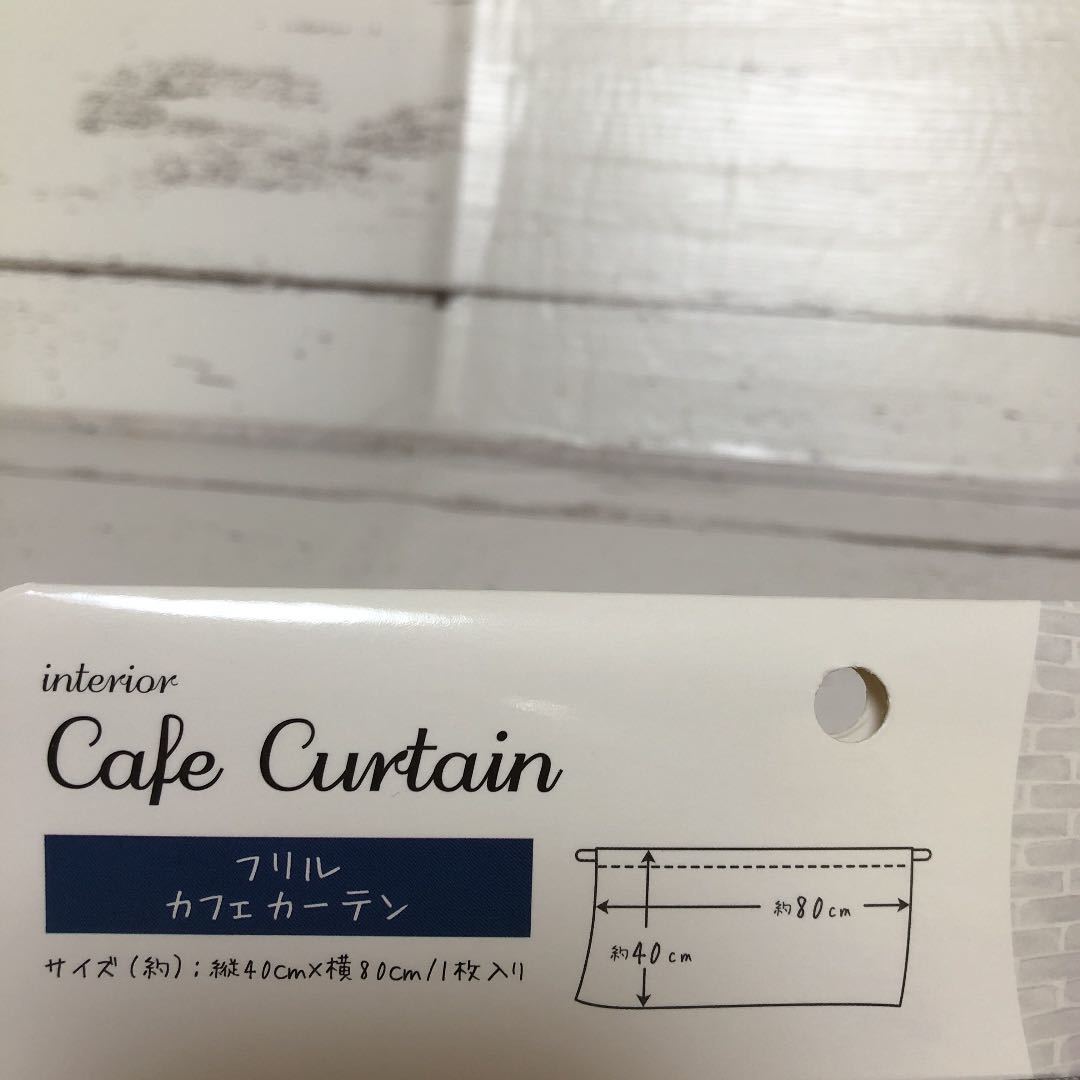 interior
Cafe Curtain
フリル
カフェカーテン
サイズ(約):縦40cm×横80cm/1枚入り
約80cm
約40cm